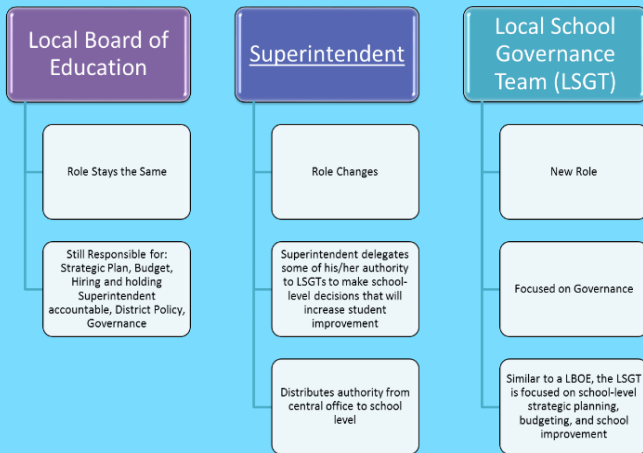 Local Board of
Education
Role Stays the Same
Still Responsible for:
Strategic Plan, Budget,
Hiring and holding
Superintendent
accountable, District Policy,
Governance
Superintendent
Role Changes
Superintendent delegates
some of his/her authority
to LSGTs to make school-
level decisions that will
increase student
improvement
Distributes authority from
central office to school
level
Local School
Governance
Team (LSGT)
New Role
Focused on Governance
Similar to a LBOE, the LSGT
is focused on school-level
strategic planning,
budgeting, and school
improvement